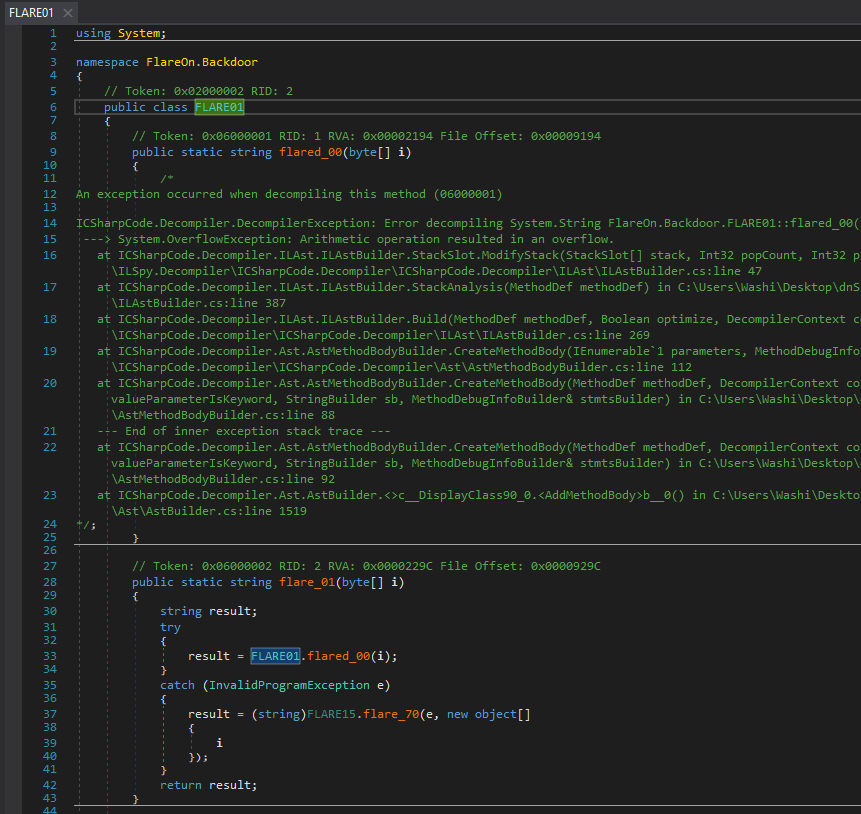 FLARE01 ×
1 using System;
2
3 namespace FlareOn.Backdoor
4 {
5 // Token: 0x02000002 RID: 2
6 public class FLARE01
7 {
8 // Token: 0x06000001 RID: 1 RVA: 0x00002194 File Offset: 0x00009194
9 public static string flared_00(byte[] i)
10 {
11 /*
12 An exception occurred when decompiling this method (06000001)
13
14 ICSharpCode.Decompiler.DecompilerException: Error decompiling System.String FlareOn.Backdoor.FLARE01::flared_00(
15 ---> System.OverflowException: Arithmetic operation resulted in an overflow.
16 at ICSharpCode.Decompiler.ILAst.ILAstBuilder.StackSlot.ModifyStack(StackSlot[] stack, Int32 popCount, Int32 p
\ILSpy.Decompiler\ICSharpCode.Decompiler\ICSharpCode.Decompiler\ILAst\ILAstBuilder.cs:line 47
17 at ICSharpCode.Decompiler.ILAst.ILAstBuilder.StackAnalysis(MethodDef methodDef) in C:\Users\Washi\Desktop\dnS
\ILAstBuilder.cs:line 387
18 at ICSharpCode.Decompiler.ILAst.ILAstBuilder.Build(MethodDef methodDef, Boolean optimize, DecompilerContext c
\ICSharpCode.Decompiler\ICSharpCode.Decompiler\ILAst\ILAstBuilder.cs:line 269
19 at ICSharpCode.Decompiler.Ast.AstMethodBodyBuilder.CreateMethodBody(IEnumerable`1 parameters, MethodDebugInfo
\ICSharpCode.Decompiler\ICSharpCode.Decompiler\Ast\AstMethodBodyBuilder.cs:line 112
20 at ICSharpCode.Decompiler.Ast.AstMethodBodyBuilder.CreateMethodBody(MethodDef methodDef, DecompilerContext co
valueParameterIsKeyword, StringBuilder sb, MethodDebugInfoBuilder& stmtsBuilder) in C:\Users\Washi\Desktop\
\AstMethodBodyBuilder.cs:line 88
21 --- End of inner exception stack trace ---
22 at ICSharpCode.Decompiler.Ast.AstMethodBodyBuilder.CreateMethodBody(MethodDef methodDef, DecompilerContext co
valueParameterIsKeyword, StringBuilder sb, MethodDebugInfoBuilder& stmtsBuilder) in C:\Users\Washi\Desktop\
\AstMethodBodyBuilder.cs:line 92
23 at ICSharpCode.Decompiler.Ast.AstBuilder.<>c__DisplayClass90_0.<AddMethodBody>b__0() in C:\Users\Washi\Deskto
\Ast\AstBuilder.cs:line 1519
24 */;
25 }
26
27 // Token: 0x06000002 RID: 2 RVA: 0x0000229C File Offset: 0x0000929C
28 public static string flare_01(byte[] i)
29 {
30 string result;
31 try
32 {
33 result = FLARE01.flared_00(i);
34 }
35 catch (InvalidProgramException e)
36 {
37 result = (string)FLARE15.flare_70(e, new object[]
38 {
39 i
40 });
41 }
42 return result;
43 }
44